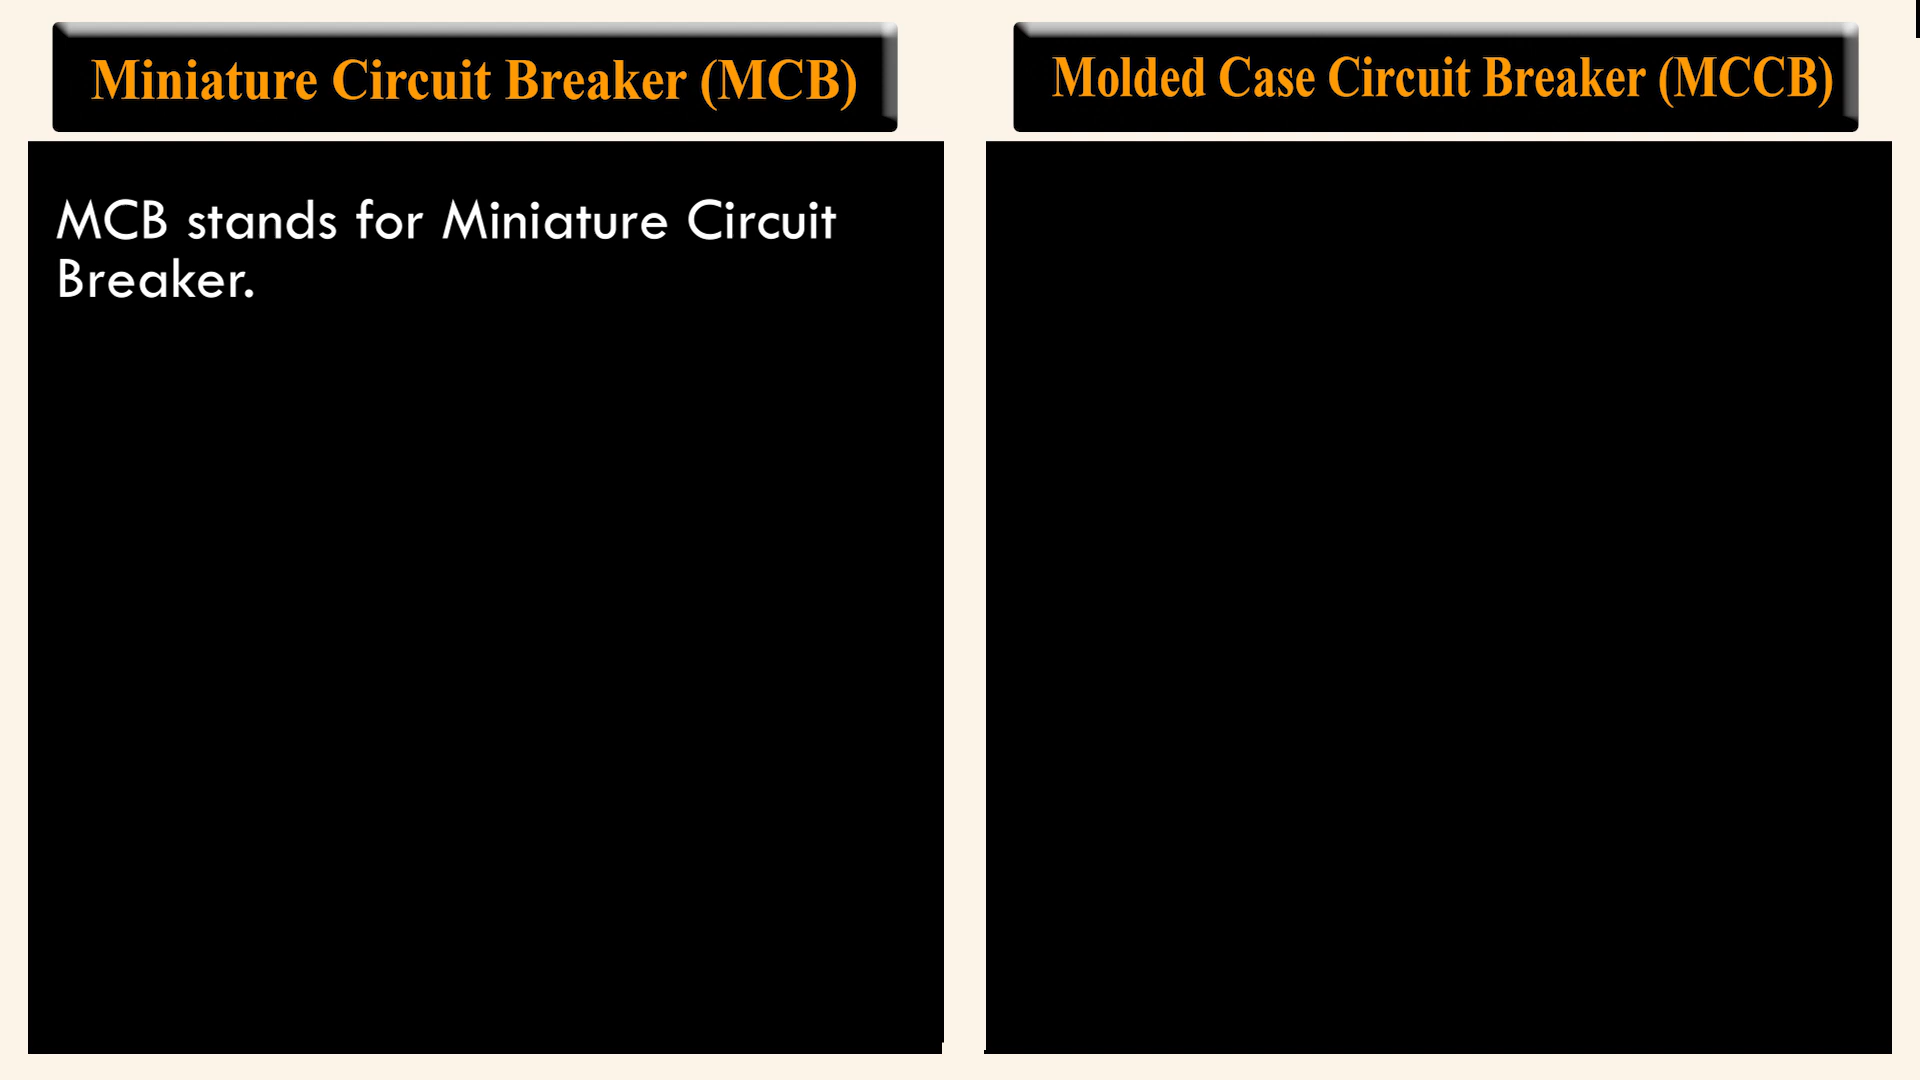 Miniature Circuit Breaker (MCB)
Molded Case Circuit Breaker (MCCB)
MCB stands for Miniature Circuit
Breaker.